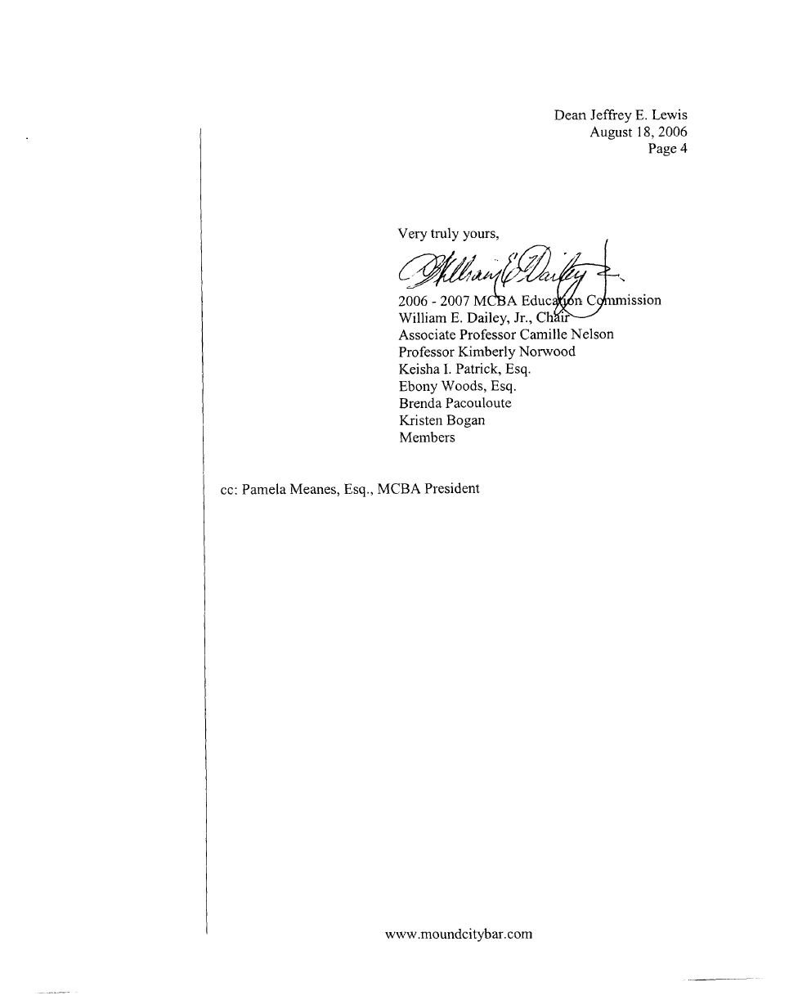 Dean Jeffrey E. Lewis
August 18, 2006
Page 4
Very truly yours,
William E Dailey Jr.
2006 - 2007 MCBA Education Commission
William E. Dailey, Jr., Chair
Associate Professor Camille Nelson
Professor Kimberly Norwood
Keisha I. Patrick, Esq.
Ebony Woods, Esq.
Brenda Pacouloute
Kristen Bogan
Members
cc: Pamela Meanes, Esq., MCBA President
www.moundcitybar.com